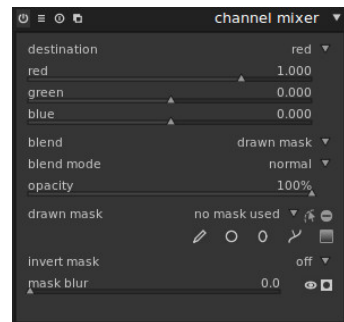 channel mixer
destination red
red 1.000
green 0.000
blue 0.000
blend drawn mask
blend mode normal
opacity 100%
drawn mask no mask used
invert mask off
mask blur 0.0